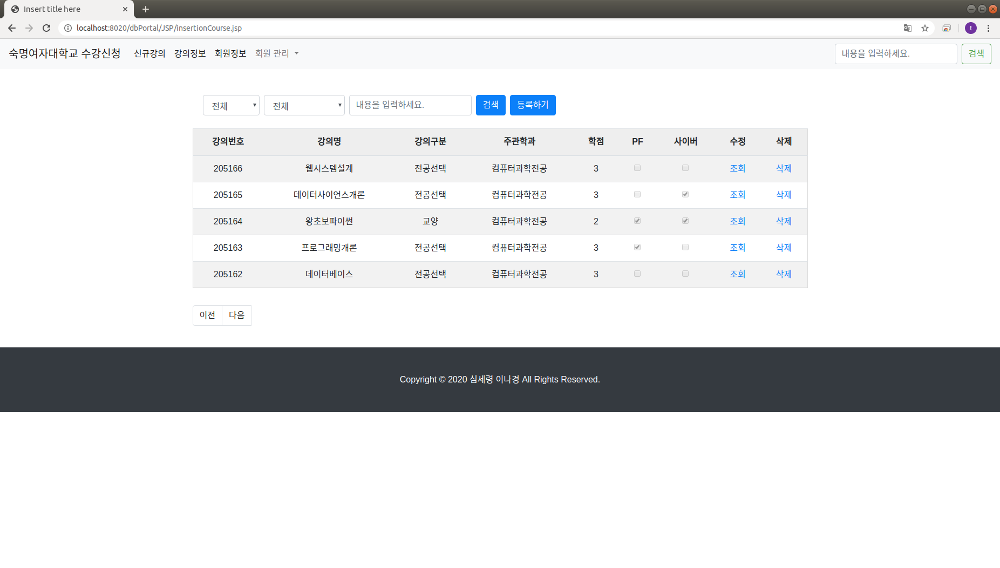 Insert title here
localhost:8020/dbPortal/JSP/insertionCourse.jsp
t
숙명여자대학교 수강신청 신규강의 강의정보 회원정보 회원 관리 내용을 입력하세요. 검색
전체 전체 내용을 입력하세요. 검색 등록하기
강의번호 강의명 강의구분 주관학과 학점 PF 사이버 수정 삭제
205166 웹시스템설계 전공선택 컴퓨터과학전공 3 조회 삭제
205165 데이터사이언스개론 전공선택 컴퓨터과학전공 3 조회 삭제
205164 왕초보파이썬 교양 컴퓨터과학전공 2 조회 삭제
205163 프로그래밍개론 전공선택 컴퓨터과학전공 3 조회 삭제
205162 데이터베이스 전공선택 컴퓨터과학전공 3 조회 삭제
이전 다음
Copyright © 2020 심세령 이나경 All Rights Reserved.